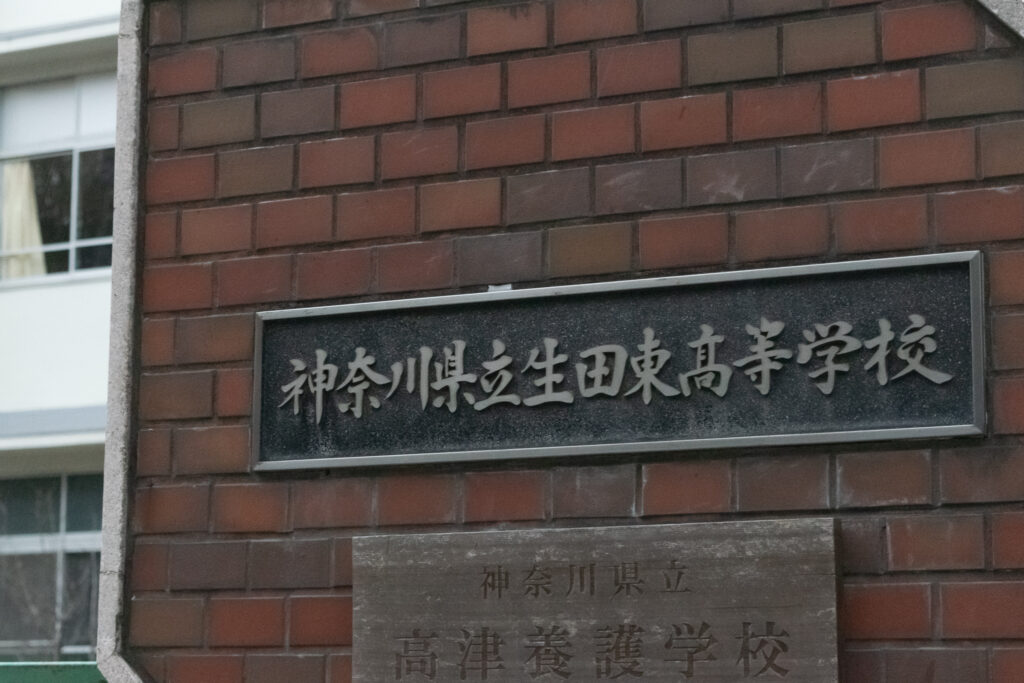 神奈川県立生田東髙等学校
神奈川県立
高津養護学校